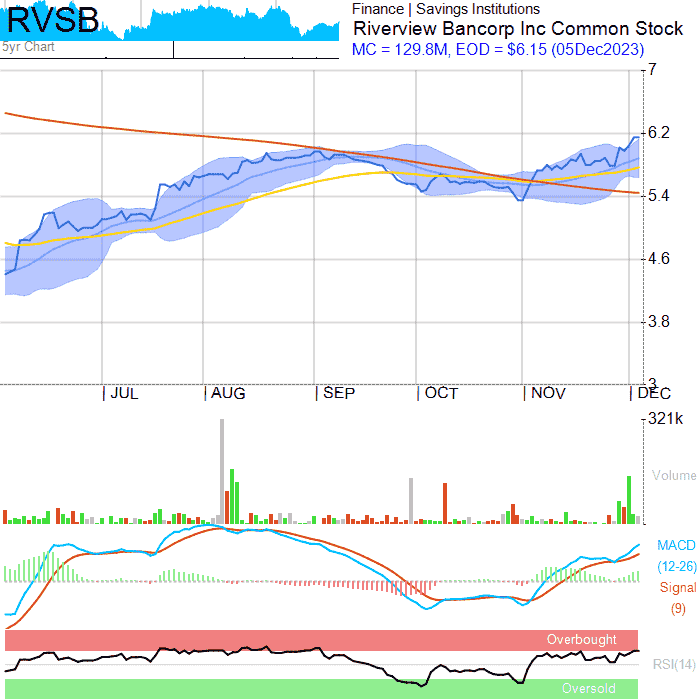 RVSB
5yr Chart
Finance | Savings Institutions
Riverview Bancorp Inc Common Stock
MC = 129.8M, EOD = $6.15 (05Dec2023)
7
6.2
5.4
4.6
3.8
3
JUL
AUG
SEP
OCT
NOV
DEC
321k
Volume
MACD
(12-26)
Signal
(9)
Overbought
RSI(14)
Oversold